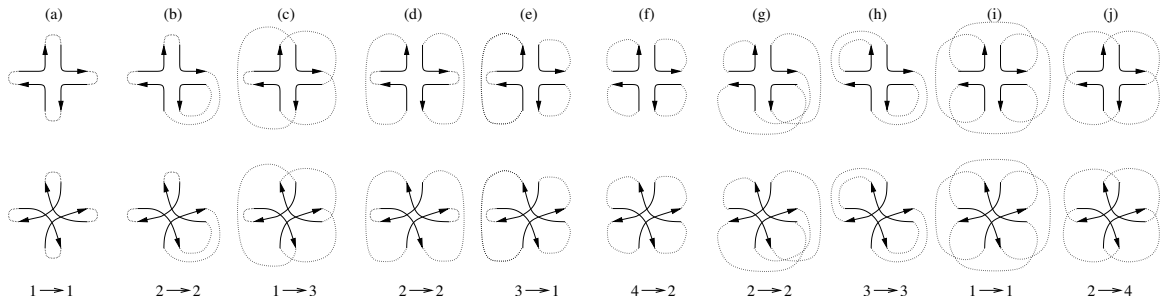 (a) (b) (c) (d) (e) (f) (g) (h) (i) (j)
1→1 2→2 1→3 2→2 3→1 4→2 2→2 3→3 1→1 2→4